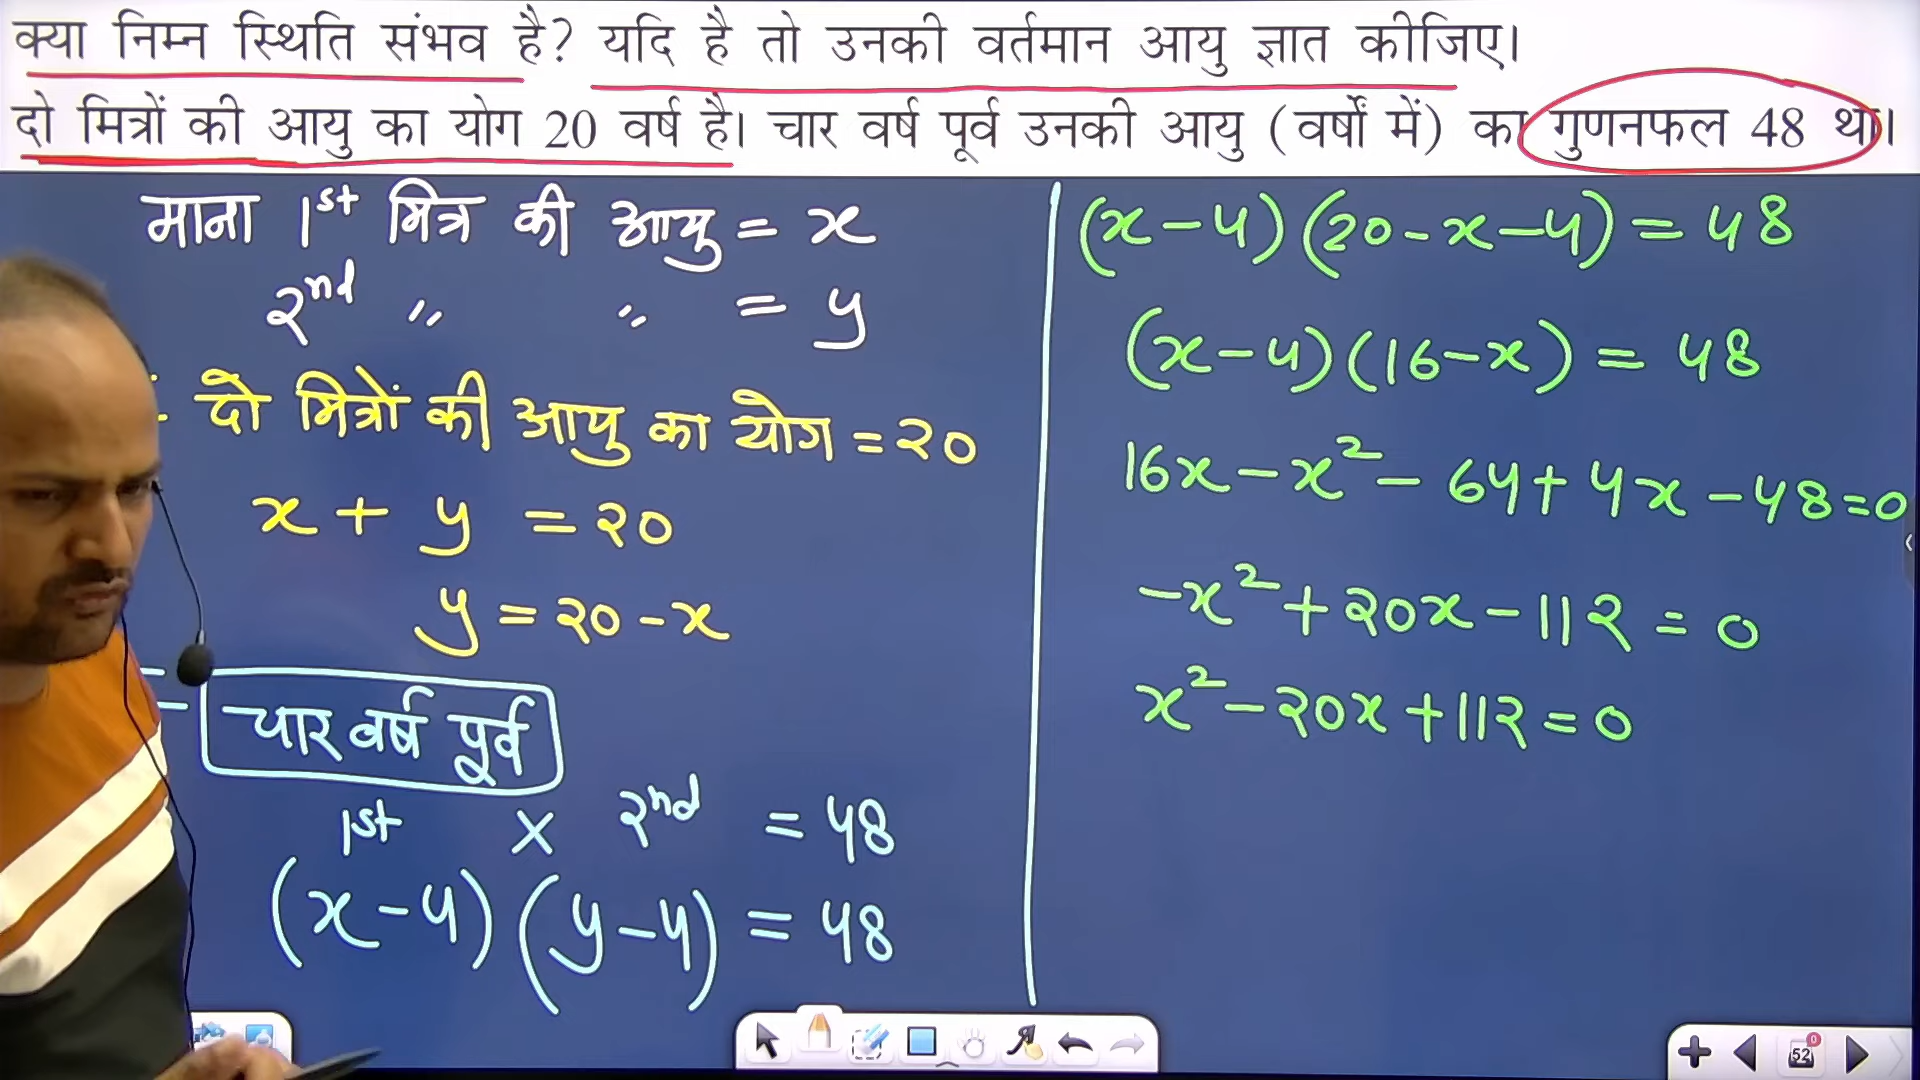 क्या निम्न स्थिति संभव है? यदि है तो उनकी वर्तमान आयु ज्ञात कीजिए।
दो मित्रों की आयु का योग 20 वर्ष है। चार वर्ष पूर्व उनकी आयु (वर्षों में) का गुणनफल 48 था।
माना 1st मित्र की आयु = x
2nd " " = y
∵ दो मित्रों की आयु का योग = 20
x + y = 20
y = 20 - x
चार वर्ष पूर्व
1st × 2nd = 48
(x - 4) (y - 4) = 48
(x - 4) (20 - x - 4) = 48
(x - 4) (16 - x) = 48
16x - x² - 64 + 4x - 48 = 0
-x² + 20x - 112 = 0
x² - 20x + 112 = 0
52
0